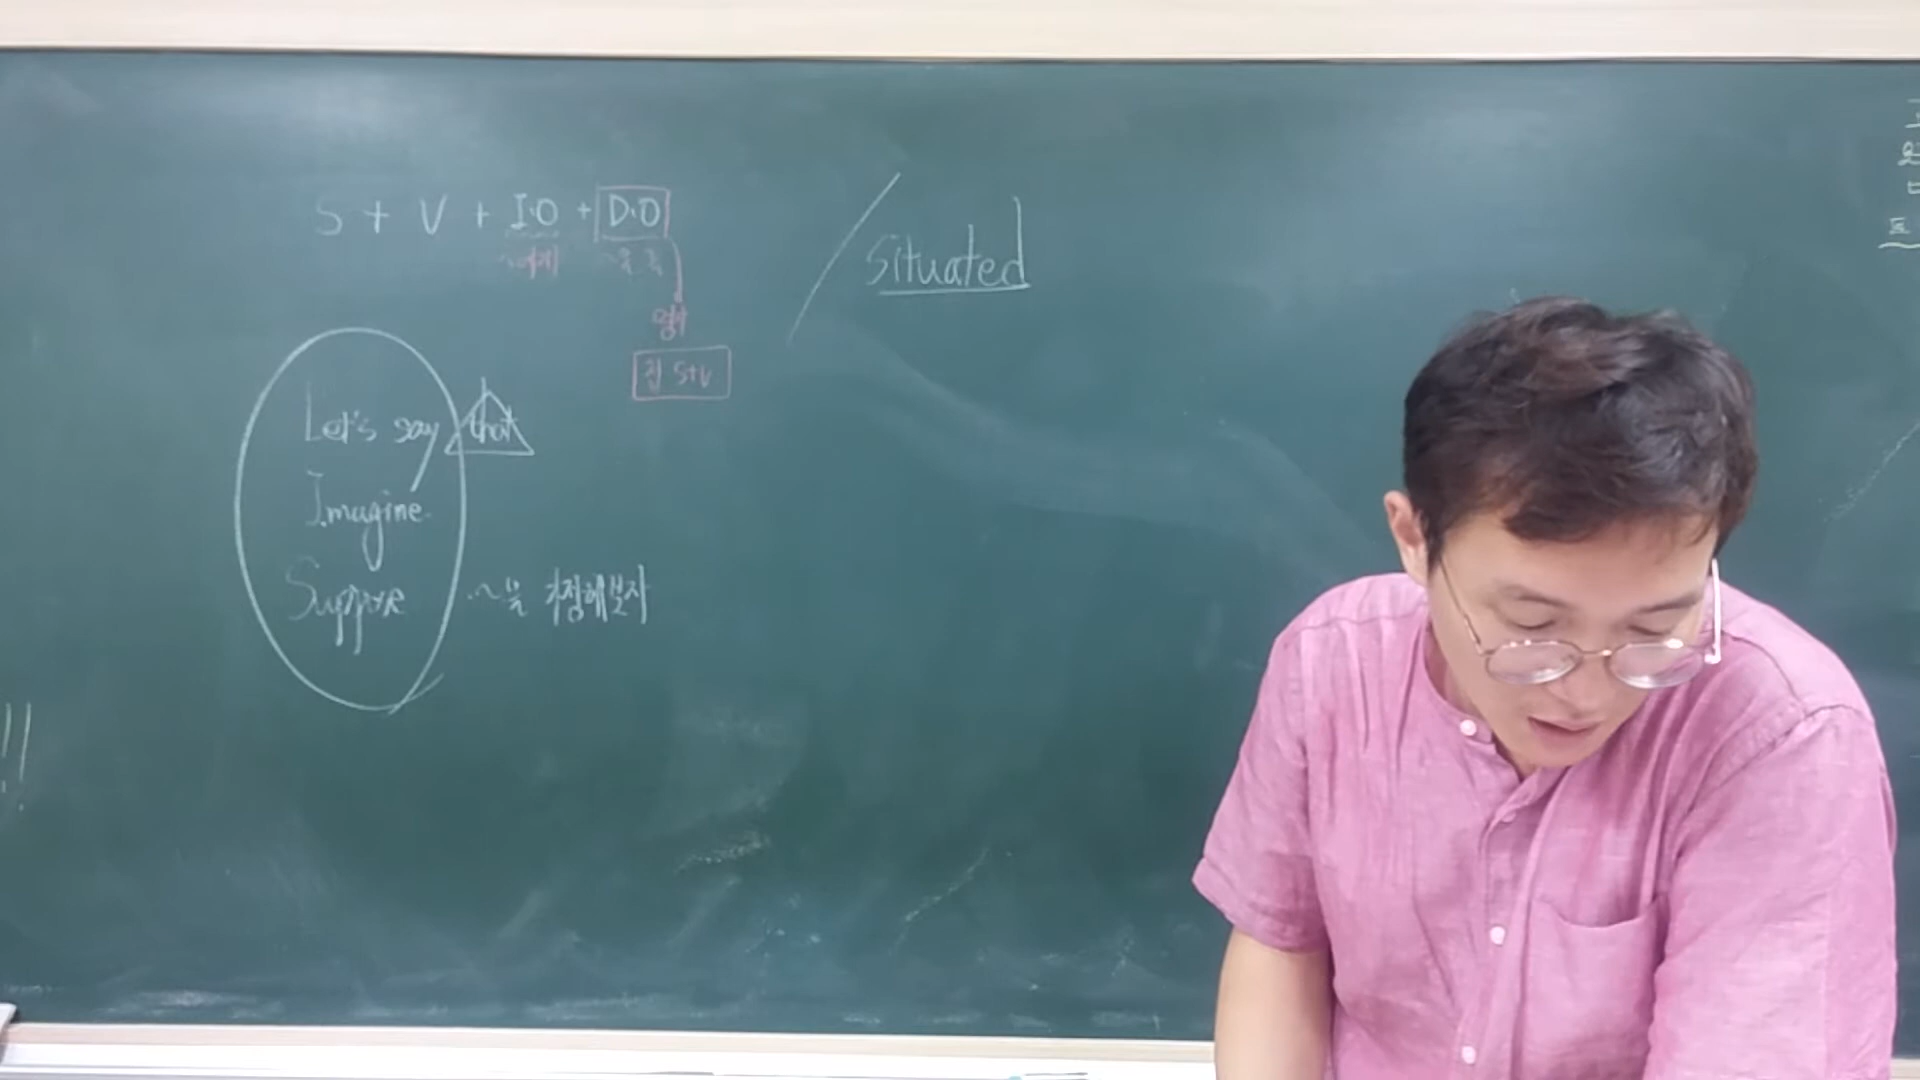 S + V + I·O + D·O
~에게 ~을 를
명사
접 S+V
situated
Let's say that
Imagine
Suppose ~을 가정해보자
!!